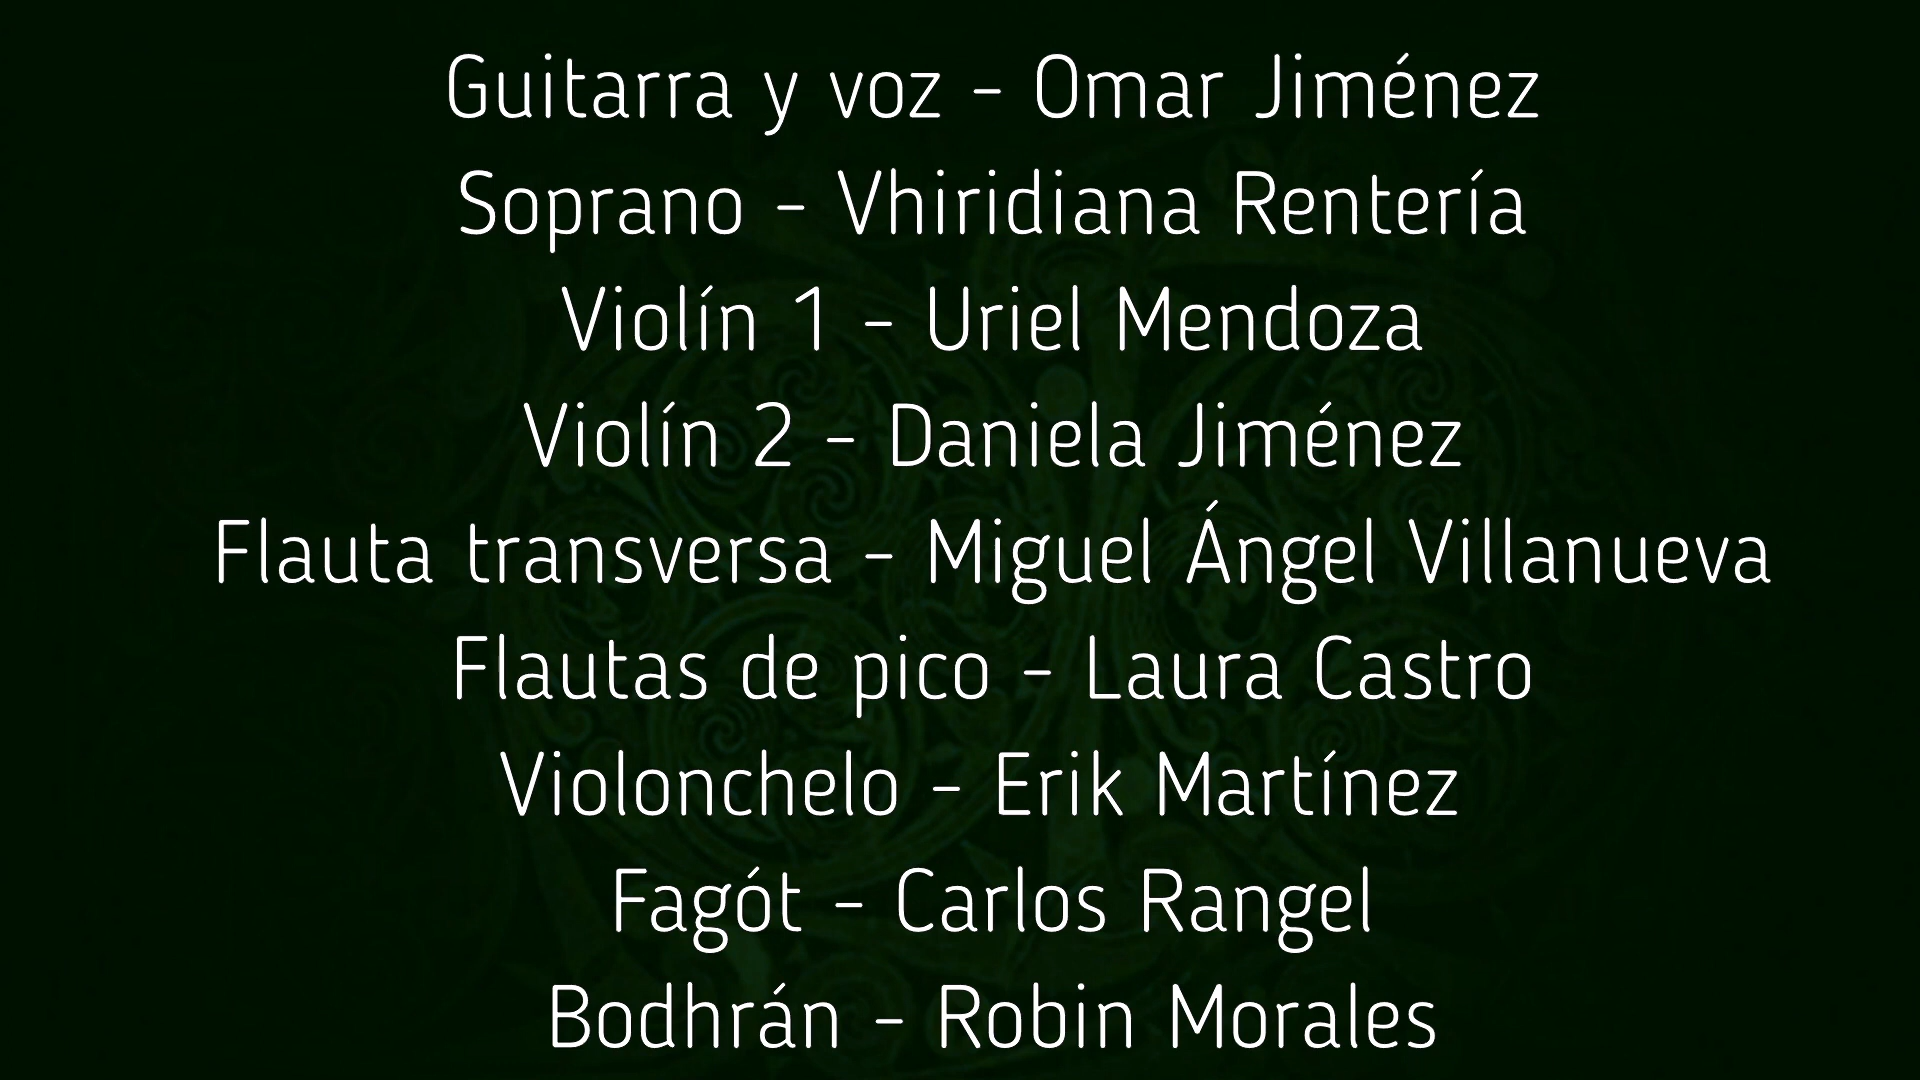 Guitarra y voz - Omar Jiménez
Soprano - Vhiridiana Rentería
Violín 1 - Uriel Mendoza
Violín 2 - Daniela Jiménez
Flauta transversa - Miguel Ángel Villanueva
Flautas de pico - Laura Castro
Violonchelo - Erik Martínez
Fagót - Carlos Rangel
Bodhrán - Robin Morales